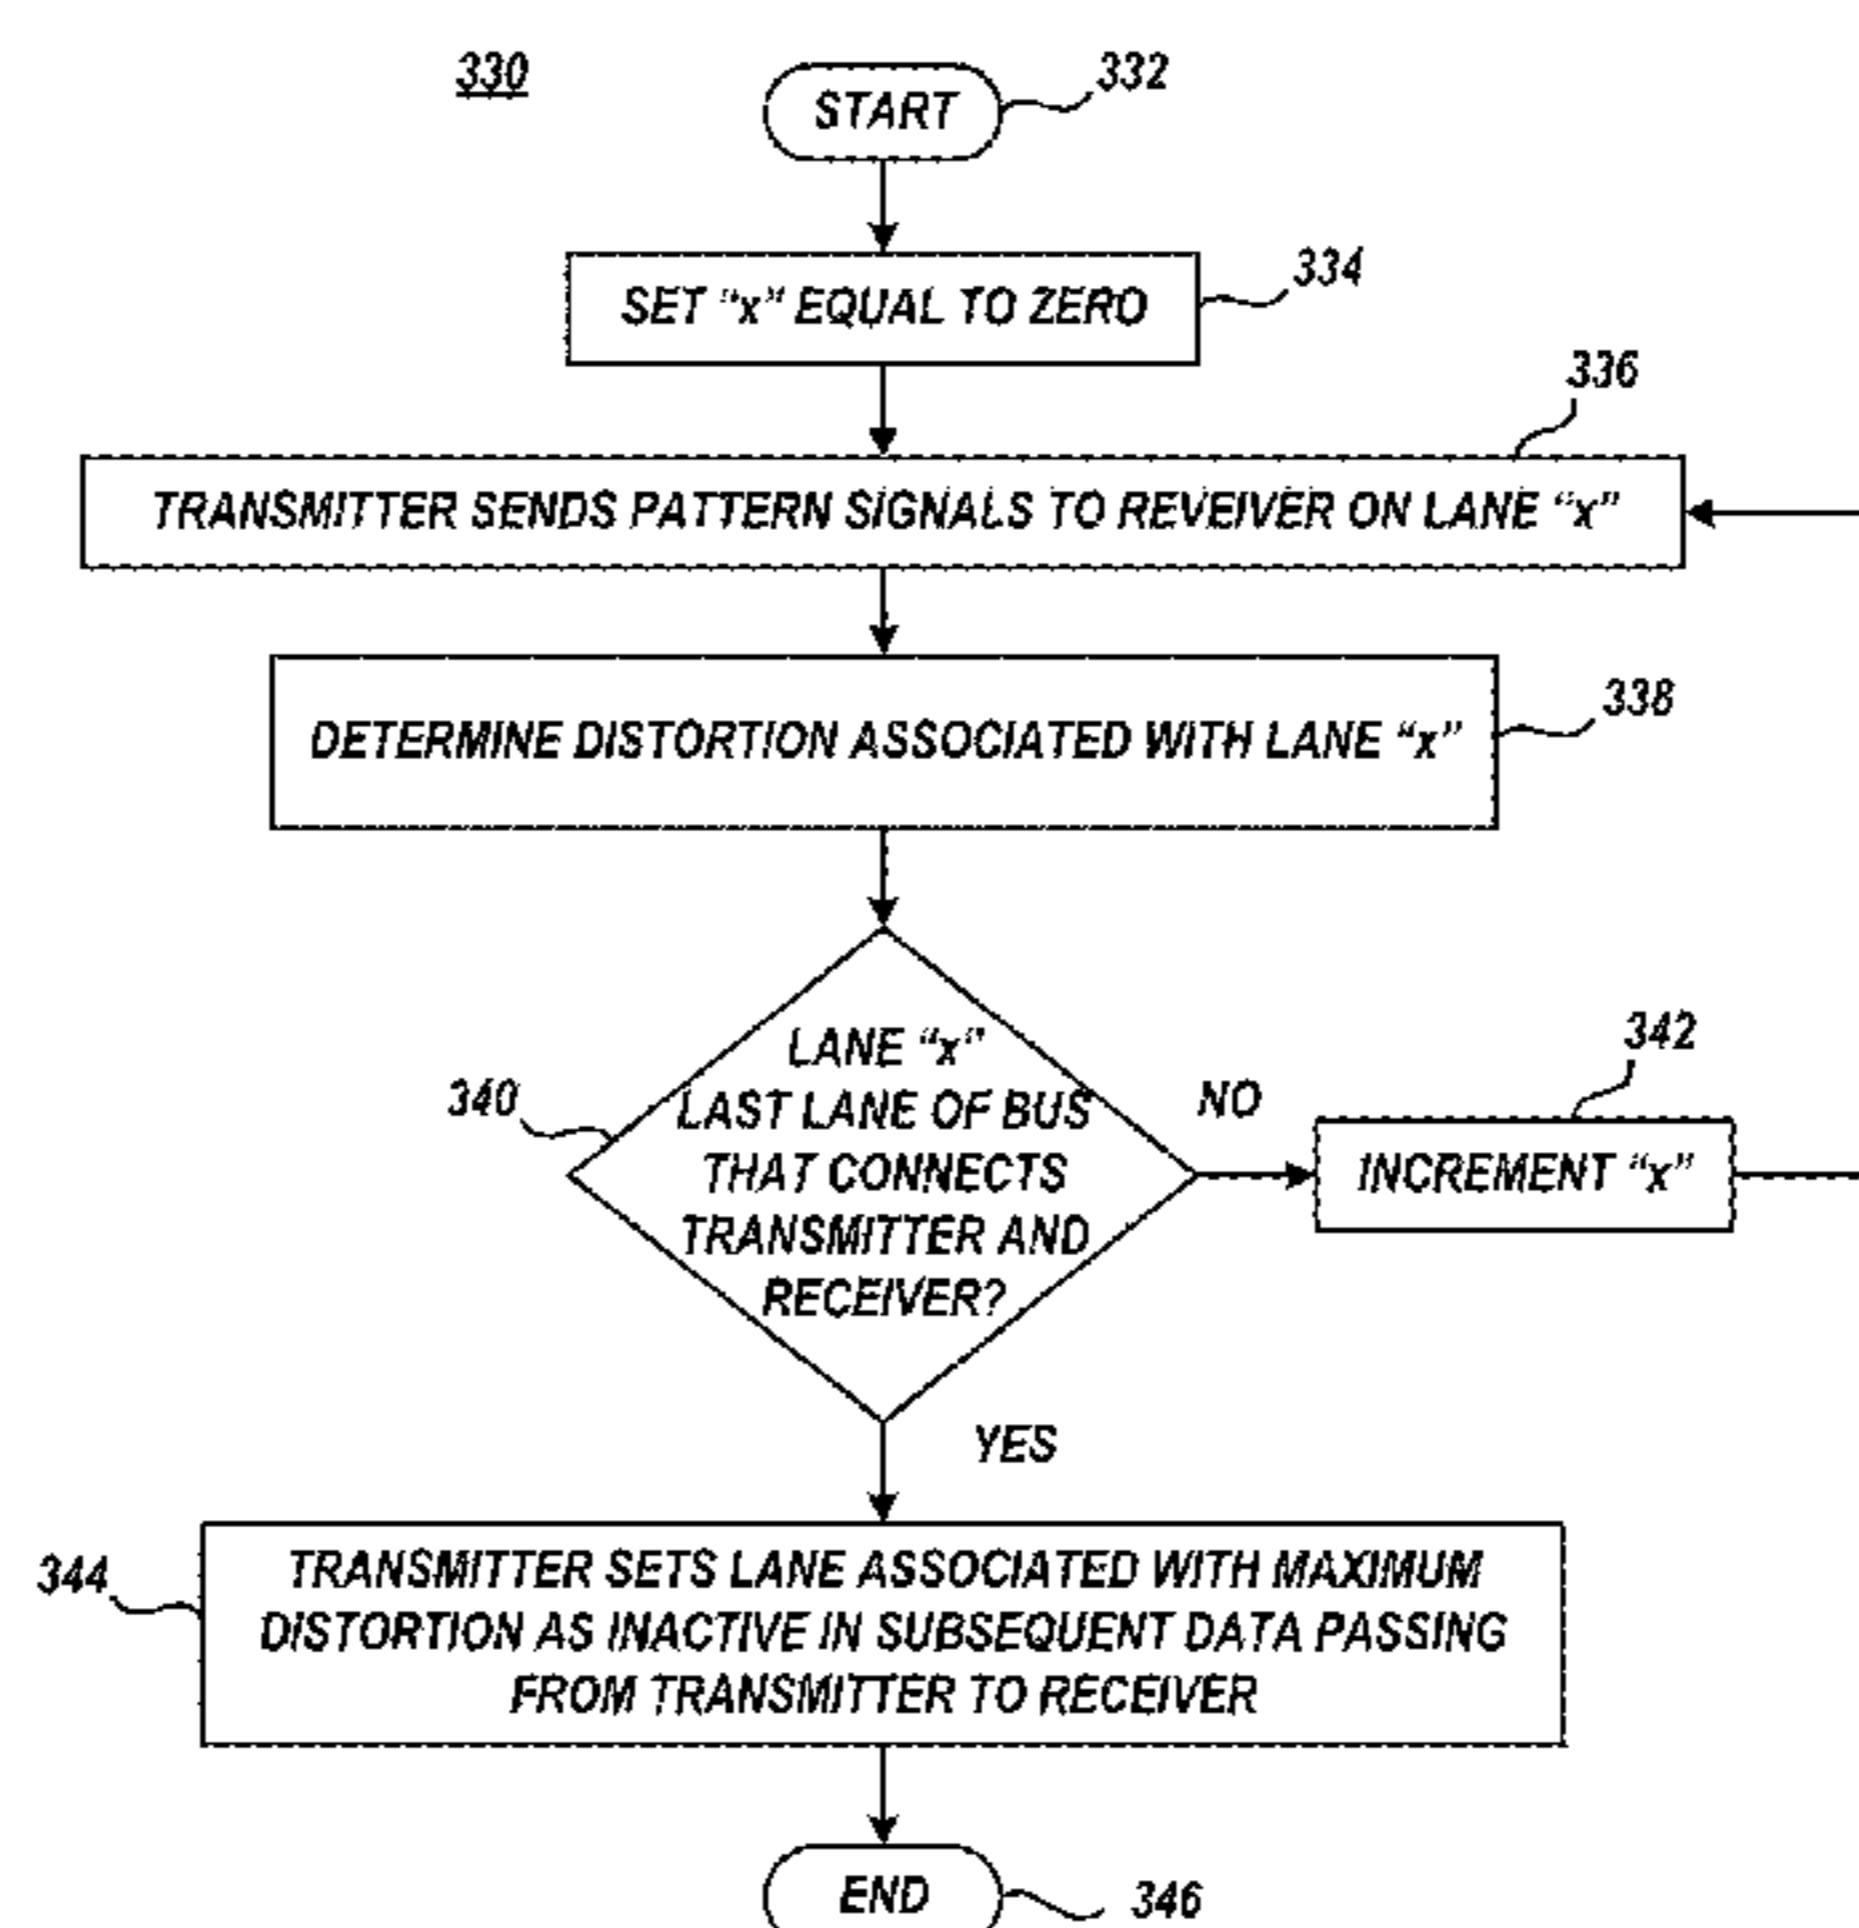 330
START
332
SET "x" EQUAL TO ZERO
334
336
TRANSMITTER SENDS PATTERN SIGNALS TO REVEIVER ON LANE "x"
338
DETERMINE DISTORTION ASSOCIATED WITH LANE "x"
340
LANE "x"
LAST LANE OF BUS
THAT CONNECTS
TRANSMITTER AND
RECEIVER?
NO
342
INCREMENT "x"
YES
344
TRANSMITTER SETS LANE ASSOCIATED WITH MAXIMUM
DISTORTION AS INACTIVE IN SUBSEQUENT DATA PASSING
FROM TRANSMITTER TO RECEIVER
END
346